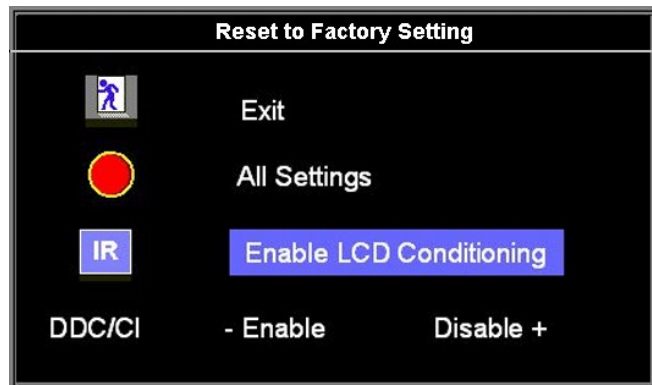 Reset to Factory Setting
Exit
All Settings
IR Enable LCD Conditioning
DDC/CI - Enable Disable +